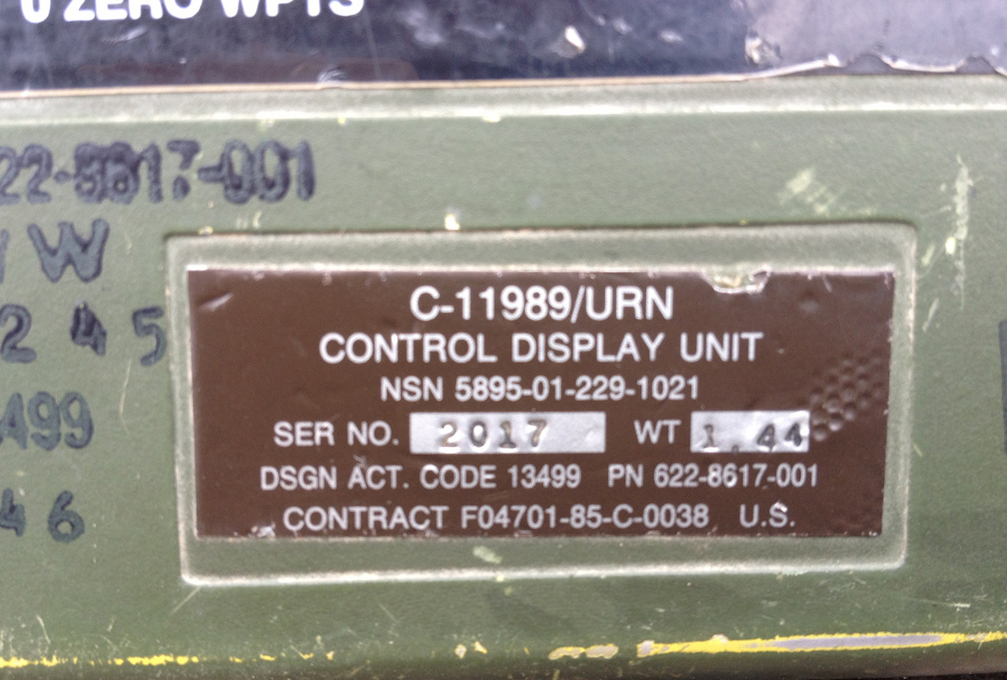 0 ZERO WPTS
22-8617-001
W
2 4 5
499
46
C-11989/URN
CONTROL DISPLAY UNIT
NSN 5895-01-229-1021
SER NO. 2017 WT 1.44
DSGN ACT. CODE 13499 PN 622-8617-001
CONTRACT F04701-85-C-0038 U.S.